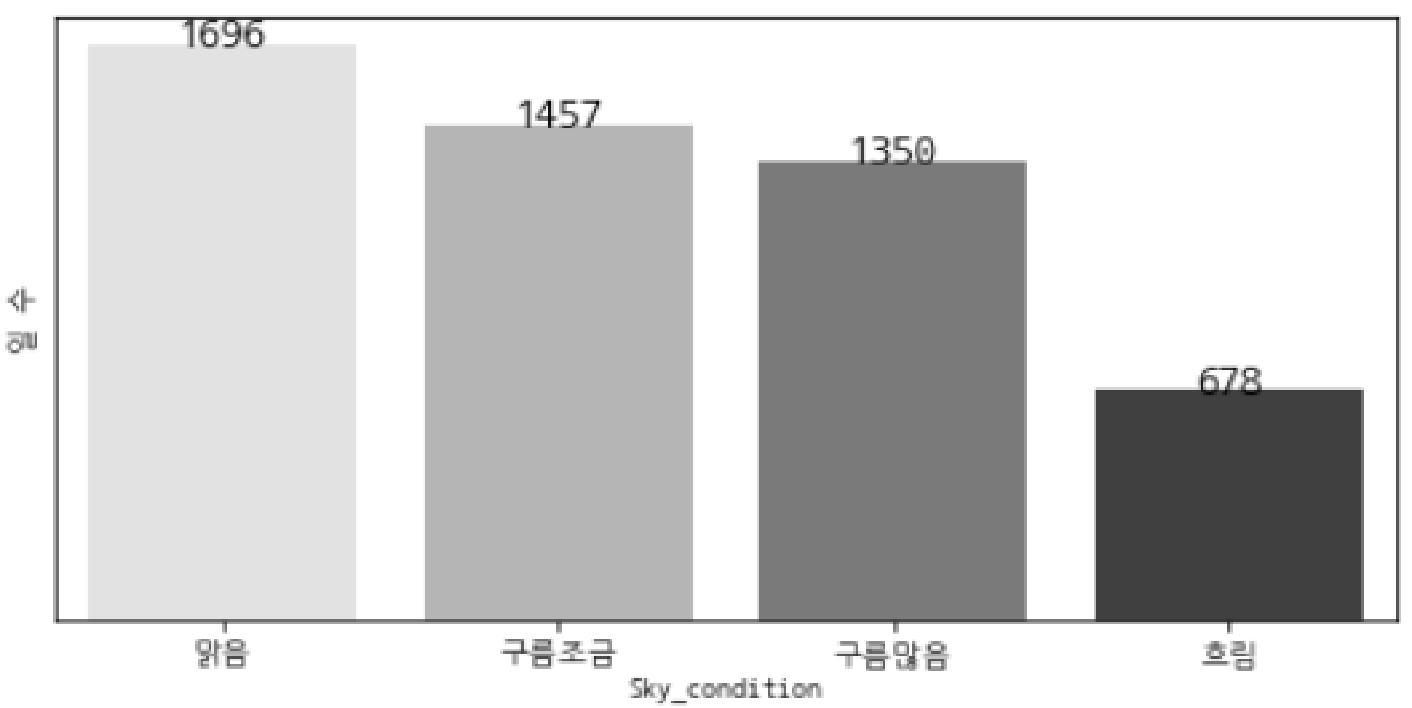 1696
1457
1350
678
일 수
맑음
구름조금
구름많음
흐림
Sky_condition